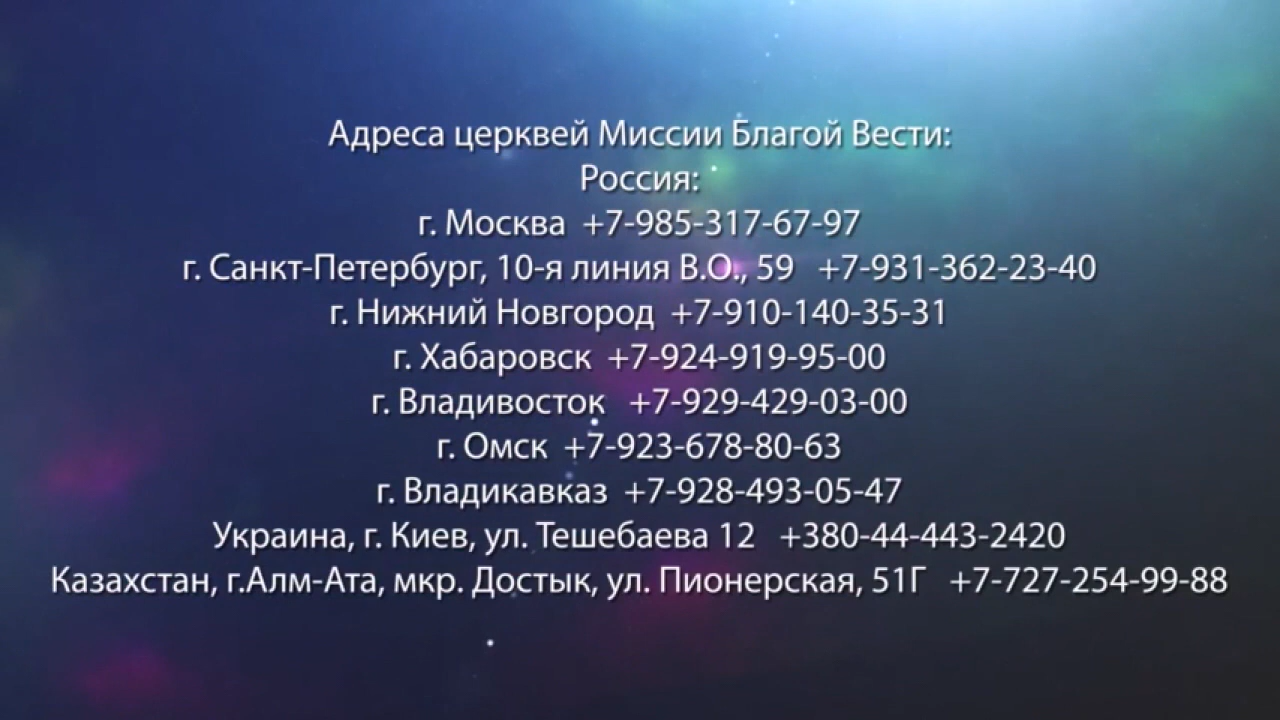 Адреса церквей Миссии Благой Вести:
Россия:
г. Москва +7-985-317-67-97
г. Санкт-Петербург, 10-я линия В.О., 59 +7-931-362-23-40
г. Нижний Новгород +7-910-140-35-31
г. Хабаровск +7-924-919-95-00
г. Владивосток +7-929-429-03-00
г. Омск +7-923-678-80-63
г. Владикавказ +7-928-493-05-47
Украина, г. Киев, ул. Тешебаева 12 +380-44-443-2420
Казахстан, г.Алм-Ата, мкр. Достык, ул. Пионерская, 51Г +7-727-254-99-88